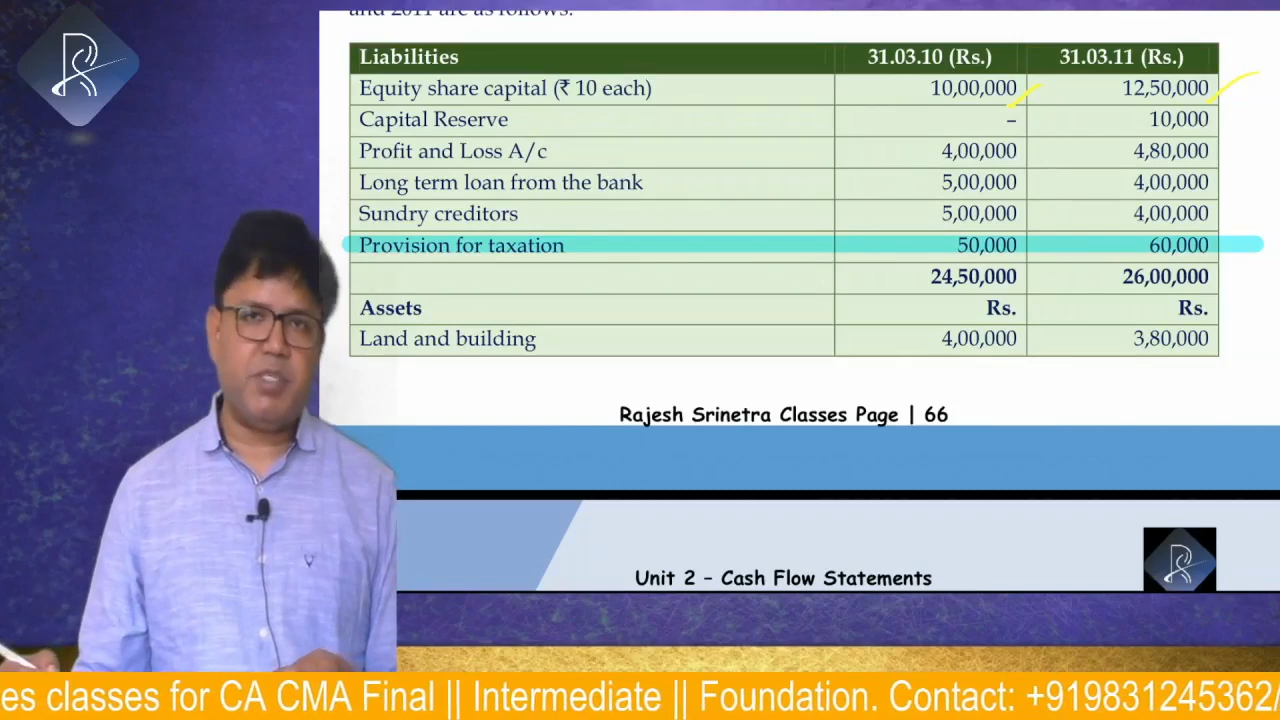 and 2011 are as follows:
Liabilities 31.03.10 (Rs.) 31.03.11 (Rs.)
Equity share capital (₹ 10 each) 10,00,000 12,50,000
Capital Reserve – 10,000
Profit and Loss A/c 4,00,000 4,80,000
Long term loan from the bank 5,00,000 4,00,000
Sundry creditors 5,00,000 4,00,000
Provision for taxation 50,000 60,000
24,50,000 26,00,000
Assets Rs. Rs.
Land and building 4,00,000 3,80,000
Rajesh Srinetra Classes Page | 66
Unit 2 – Cash Flow Statements
es classes for CA CMA Final || Intermediate || Foundation. Contact: +919831245362/